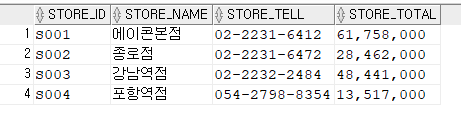 STORE_ID STORE_NAME STORE_TELL STORE_TOTAL
1 S001 메이콘본점 02-2231-6412 61,758,000
2 S002 종로점 02-2231-6472 28,462,000
3 S003 강남역점 02-2232-2484 48,441,000
4 S004 포항역점 054-2798-8354 13,517,000